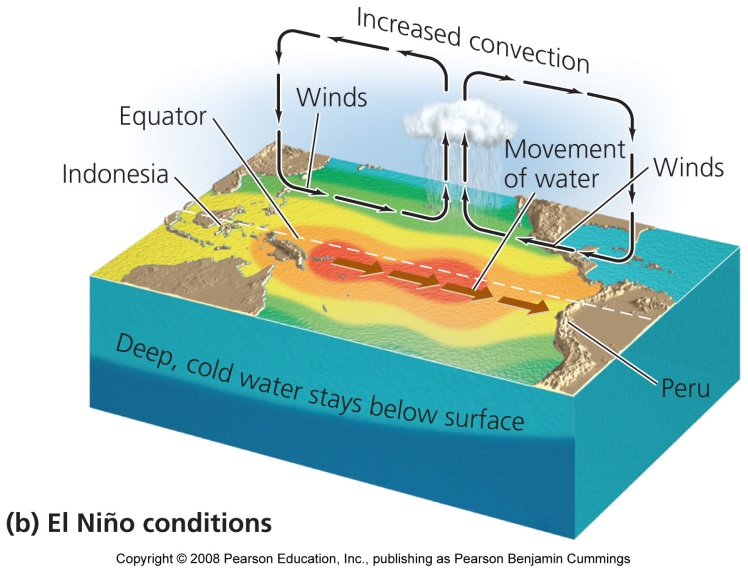 Increased convection
Winds
Equator
Indonesia
Movement
of water
Winds
Deep, cold water stays below surface
Peru
(b) El Niño conditions
Copyright © 2008 Pearson Education, Inc., publishing as Pearson Benjamin Cummings